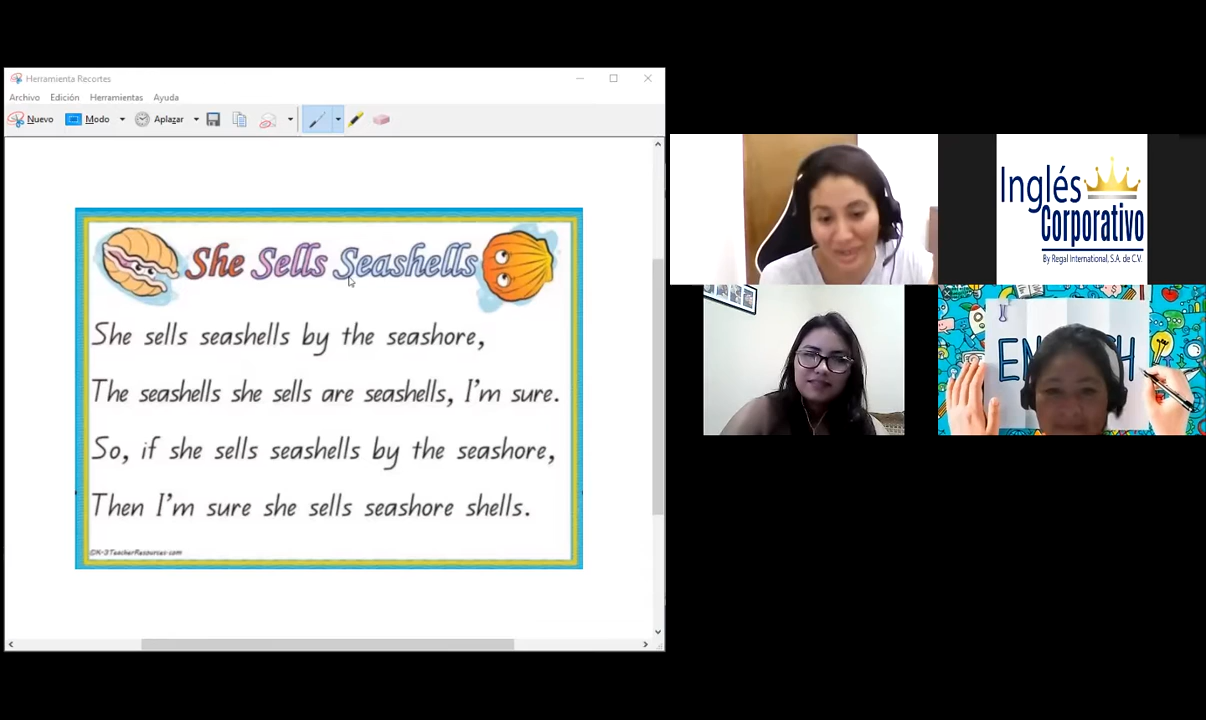 Herramienta Recortes
Archivo Edición Herramientas Ayuda
Nuevo Modo Aplazar
She Sells Seashells
She sells seashells by the seashore,
The seashells she sells are seashells, I'm sure.
So, if she sells seashells by the seashore,
Then I'm sure she sells seashore shells.
©K-3TeacherResources.com
Inglés
Corporativo
By Regal International, S.A. de C.V.